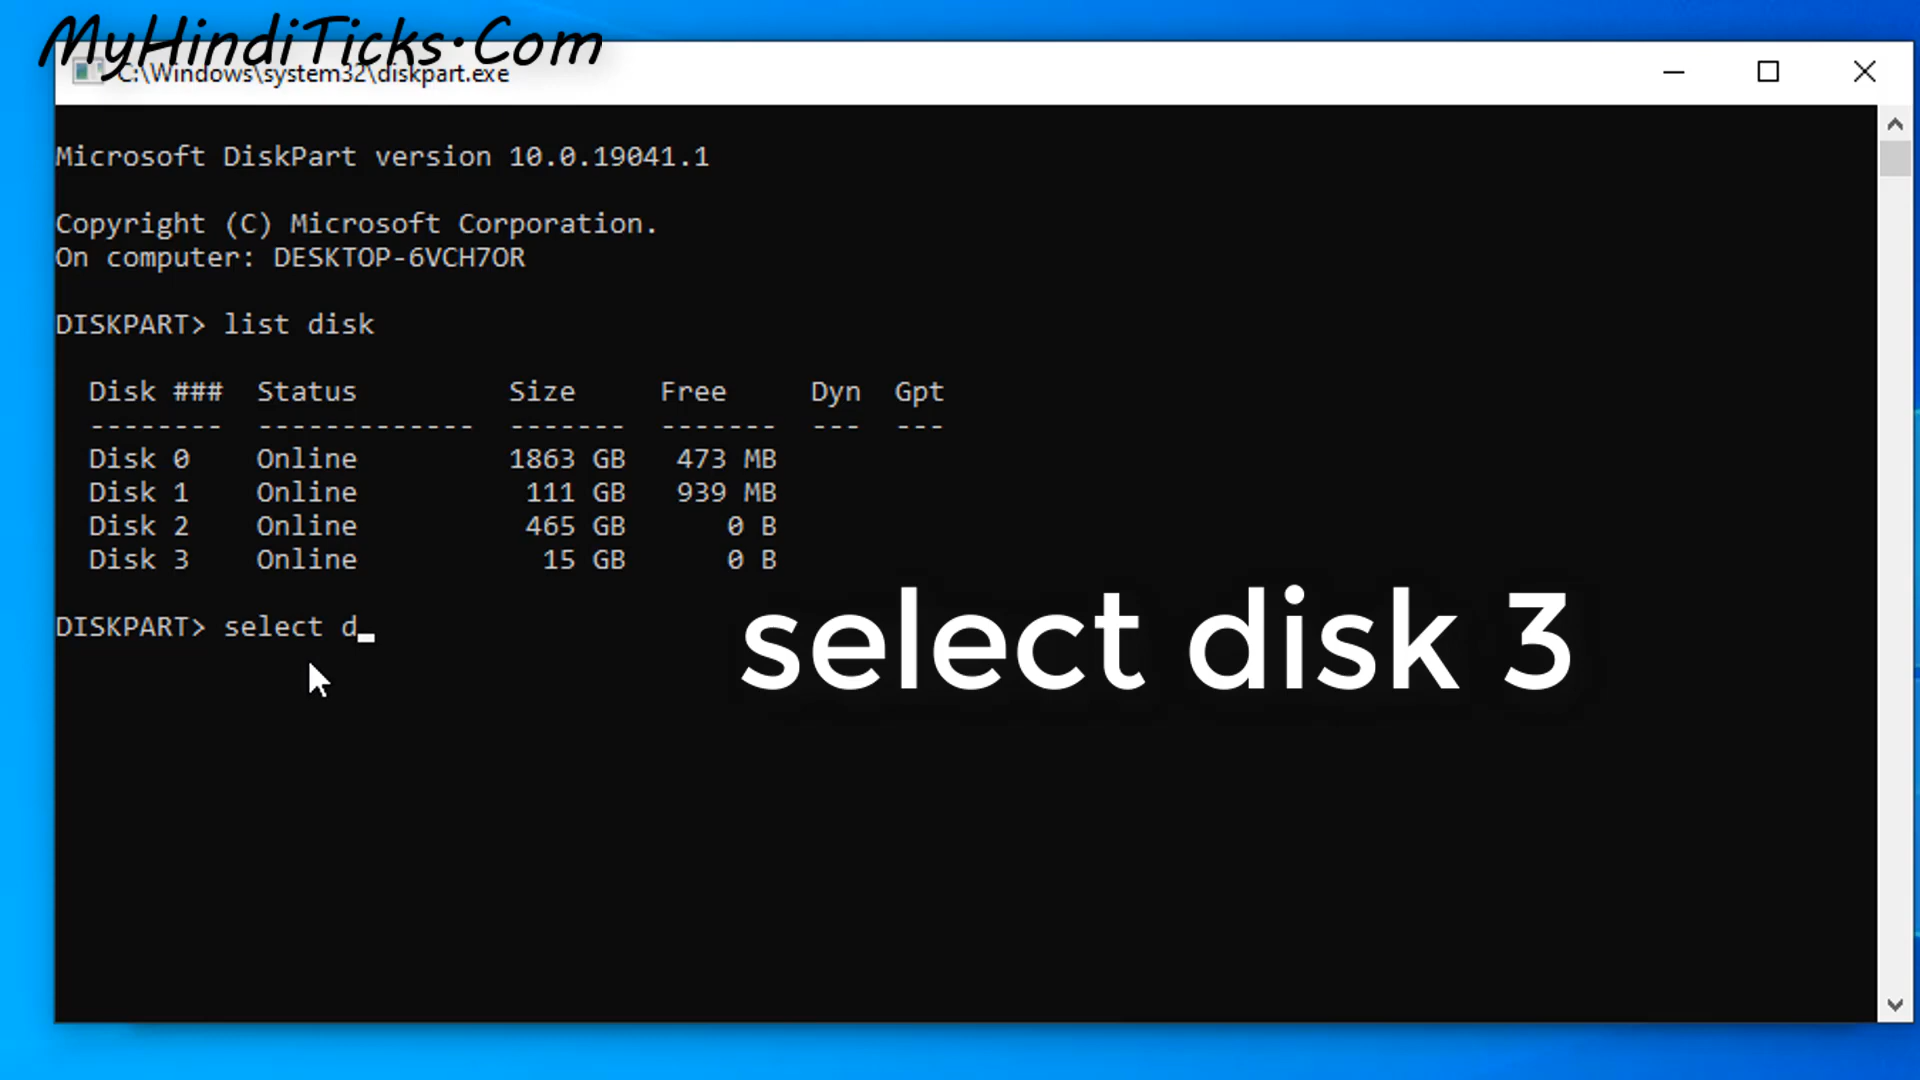 MyHindiTicks.Com
C:\Windows\system32\diskpart.exe
Microsoft DiskPart version 10.0.19041.1
Copyright (C) Microsoft Corporation.
On computer: DESKTOP-6VCH7OR
DISKPART> list disk
Disk ### Status Size Free Dyn Gpt
-------- ------------- ------- ------- --- ---
Disk 0 Online 1863 GB 473 MB
Disk 1 Online 111 GB 939 MB
Disk 2 Online 465 GB 0 B
Disk 3 Online 15 GB 0 B
DISKPART> select d_
select disk 3